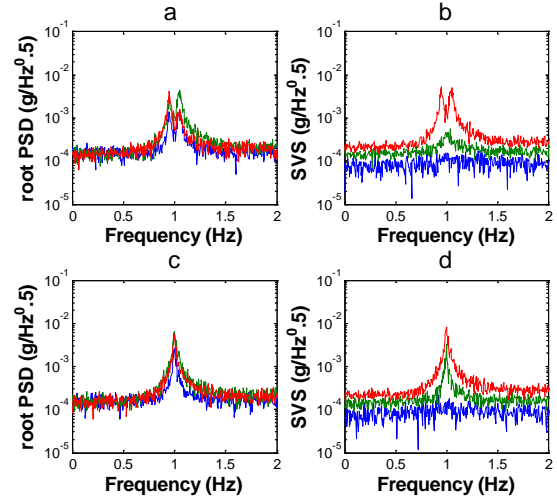 a
b
10^-1
10^-2
10^-3
10^-4
10^-5
root PSD (g/Hz^0.5)
0 0.5 1 1.5 2
Frequency (Hz)
10^-1
10^-2
10^-3
10^-4
10^-5
SVS (g/Hz^0.5)
0 0.5 1 1.5 2
Frequency (Hz)
c
d
10^-1
10^-2
10^-3
10^-4
10^-5
root PSD (g/Hz^0.5)
0 0.5 1 1.5 2
Frequency (Hz)
10^-1
10^-2
10^-3
10^-4
10^-5
SVS (g/Hz^0.5)
0 0.5 1 1.5 2
Frequency (Hz)